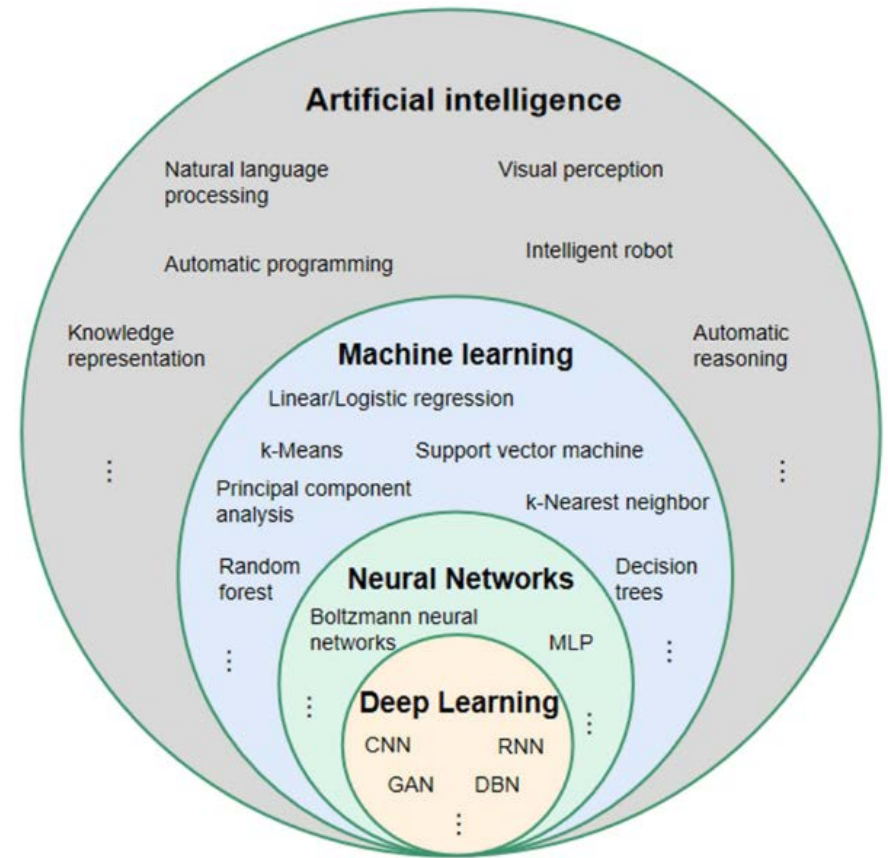 Artificial intelligence
Natural language
processing
Visual perception
Automatic programming
Intelligent robot
Knowledge
representation
Automatic
reasoning
⋮
⋮
Machine learning
Linear/Logistic regression
k-Means
Support vector machine
Principal component
analysis
k-Nearest neighbor
Random
forest
Decision
trees
⋮
⋮
Neural Networks
Boltzmann neural
networks
MLP
⋮
⋮
Deep Learning
CNN
RNN
GAN
DBN
⋮